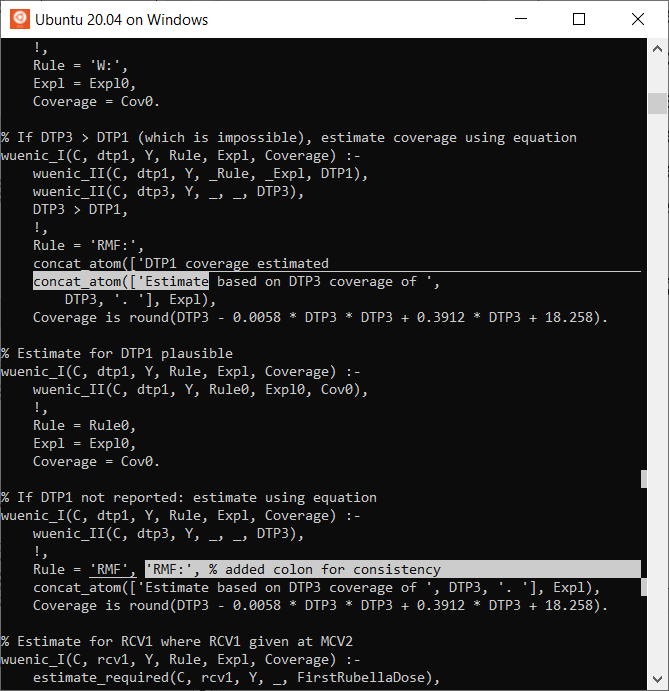 Ubuntu 20.04 on Windows
!,
Rule = 'W:',
Expl = Expl0,
Coverage = Cov0.
% If DTP3 > DTP1 (which is impossible), estimate coverage using equation
wuenic_I(C, dtp1, Y, Rule, Expl, Coverage) :-
wuenic_II(C, dtp1, Y, _Rule, _Expl, DTP1),
wuenic_II(C, dtp3, Y, _, _, DTP3),
DTP3 > DTP1,
!,
Rule = 'RMF:',
concat_atom(['DTP1 coverage estimated
concat_atom(['Estimate based on DTP3 coverage of ',
DTP3, '. '], Expl),
Coverage is round(DTP3 - 0.0058 * DTP3 * DTP3 + 0.3912 * DTP3 + 18.258).
% Estimate for DTP1 plausible
wuenic_I(C, dtp1, Y, Rule, Expl, Coverage) :-
wuenic_II(C, dtp1, Y, Rule0, Expl0, Cov0),
!,
Rule = Rule0,
Expl = Expl0,
Coverage = Cov0.
% If DTP1 not reported: estimate using equation
wuenic_I(C, dtp1, Y, Rule, Expl, Coverage) :-
wuenic_II(C, dtp3, Y, _, _, DTP3),
!,
Rule = 'RMF', 'RMF:', % added colon for consistency
concat_atom(['Estimate based on DTP3 coverage of ', DTP3, '. '], Expl),
Coverage is round(DTP3 - 0.0058 * DTP3 * DTP3 + 0.3912 * DTP3 + 18.258).
% Estimate for RCV1 where RCV1 given at MCV2
wuenic_I(C, rcv1, Y, Rule, Expl, Coverage) :-
estimate_required(C, rcv1, Y, _, FirstRubellaDose),